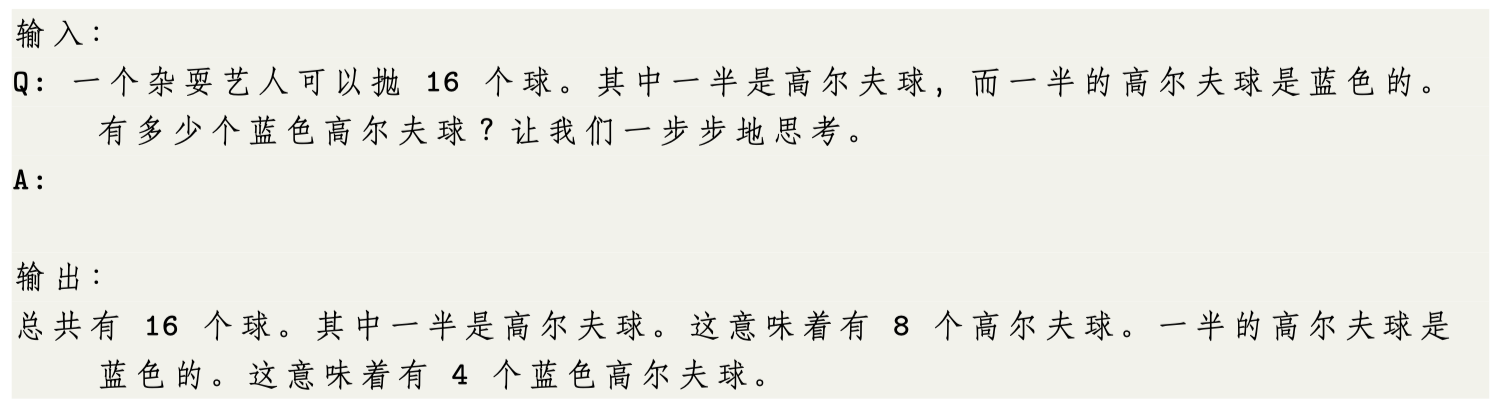 输入：
Q: 一个杂耍艺人可以抛 16 个球。其中一半是高尔夫球，而一半的高尔夫球是蓝色的。
有多少个蓝色高尔夫球？让我们一步步地思考。
A:
输出：
总共有 16 个球。其中一半是高尔夫球。这意味着有 8 个高尔夫球。一半的高尔夫球是
蓝色的。这意味着有 4 个蓝色高尔夫球。